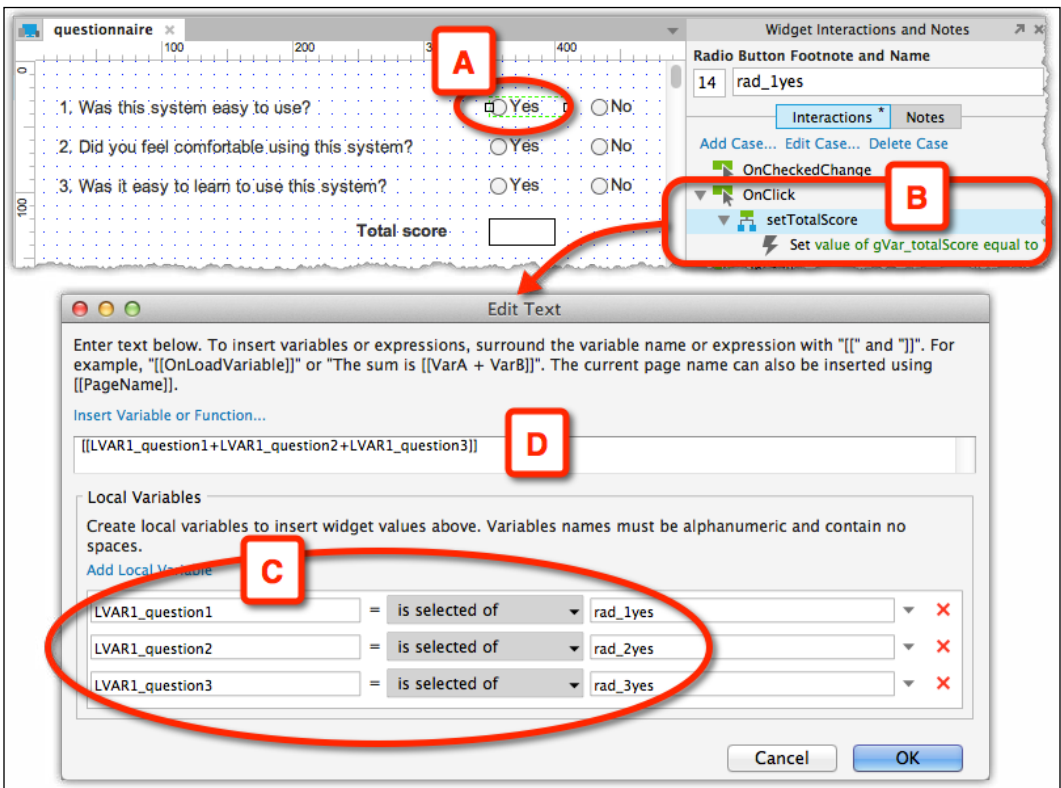 questionnaire
Widget Interactions and Notes
100
200
400
Radio Button Footnote and Name
14 rad_1yes
A
0
1. Was this system easy to use? Yes No
Interactions * Notes
2. Did you feel comfortable using this system? Yes No
Add Case... Edit Case... Delete Case
OnCheckedChange
3. Was it easy to learn to use this system? Yes No
B
OnClick
100
setTotalScore
Total score
Set value of gVar_totalScore equal to
Edit Text
Enter text below. To insert variables or expressions, surround the variable name or expression with "[[" and "]]". For
example, "[[OnLoadVariable]]" or "The sum is [[VarA + VarB]]". The current page name can also be inserted using
[[PageName]].
Insert Variable or Function...
[[LVAR1_question1+LVAR1_question2+LVAR1_question3]]
D
Local Variables
Create local variables to insert widget values above. Variables names must be alphanumeric and contain no
spaces.
Add Local Variable
C
LVAR1_question1 = is selected of rad_1yes
LVAR1_question2 = is selected of rad_2yes
LVAR1_question3 = is selected of rad_3yes
Cancel OK